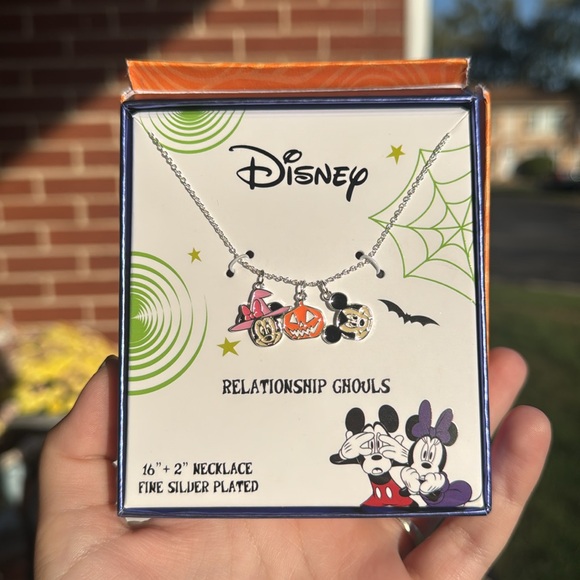 Disney
RELATIONSHIP GHOULS
16"+ 2" NECKLACE
FINE SILVER PLATED